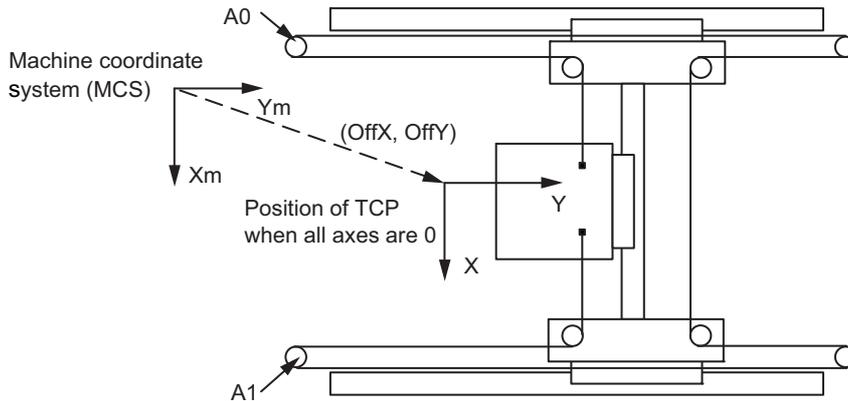 A0
Machine coordinate
system (MCS)
Ym
(OffX, OffY)
Xm
Position of TCP
when all axes are 0
Y
X
A1